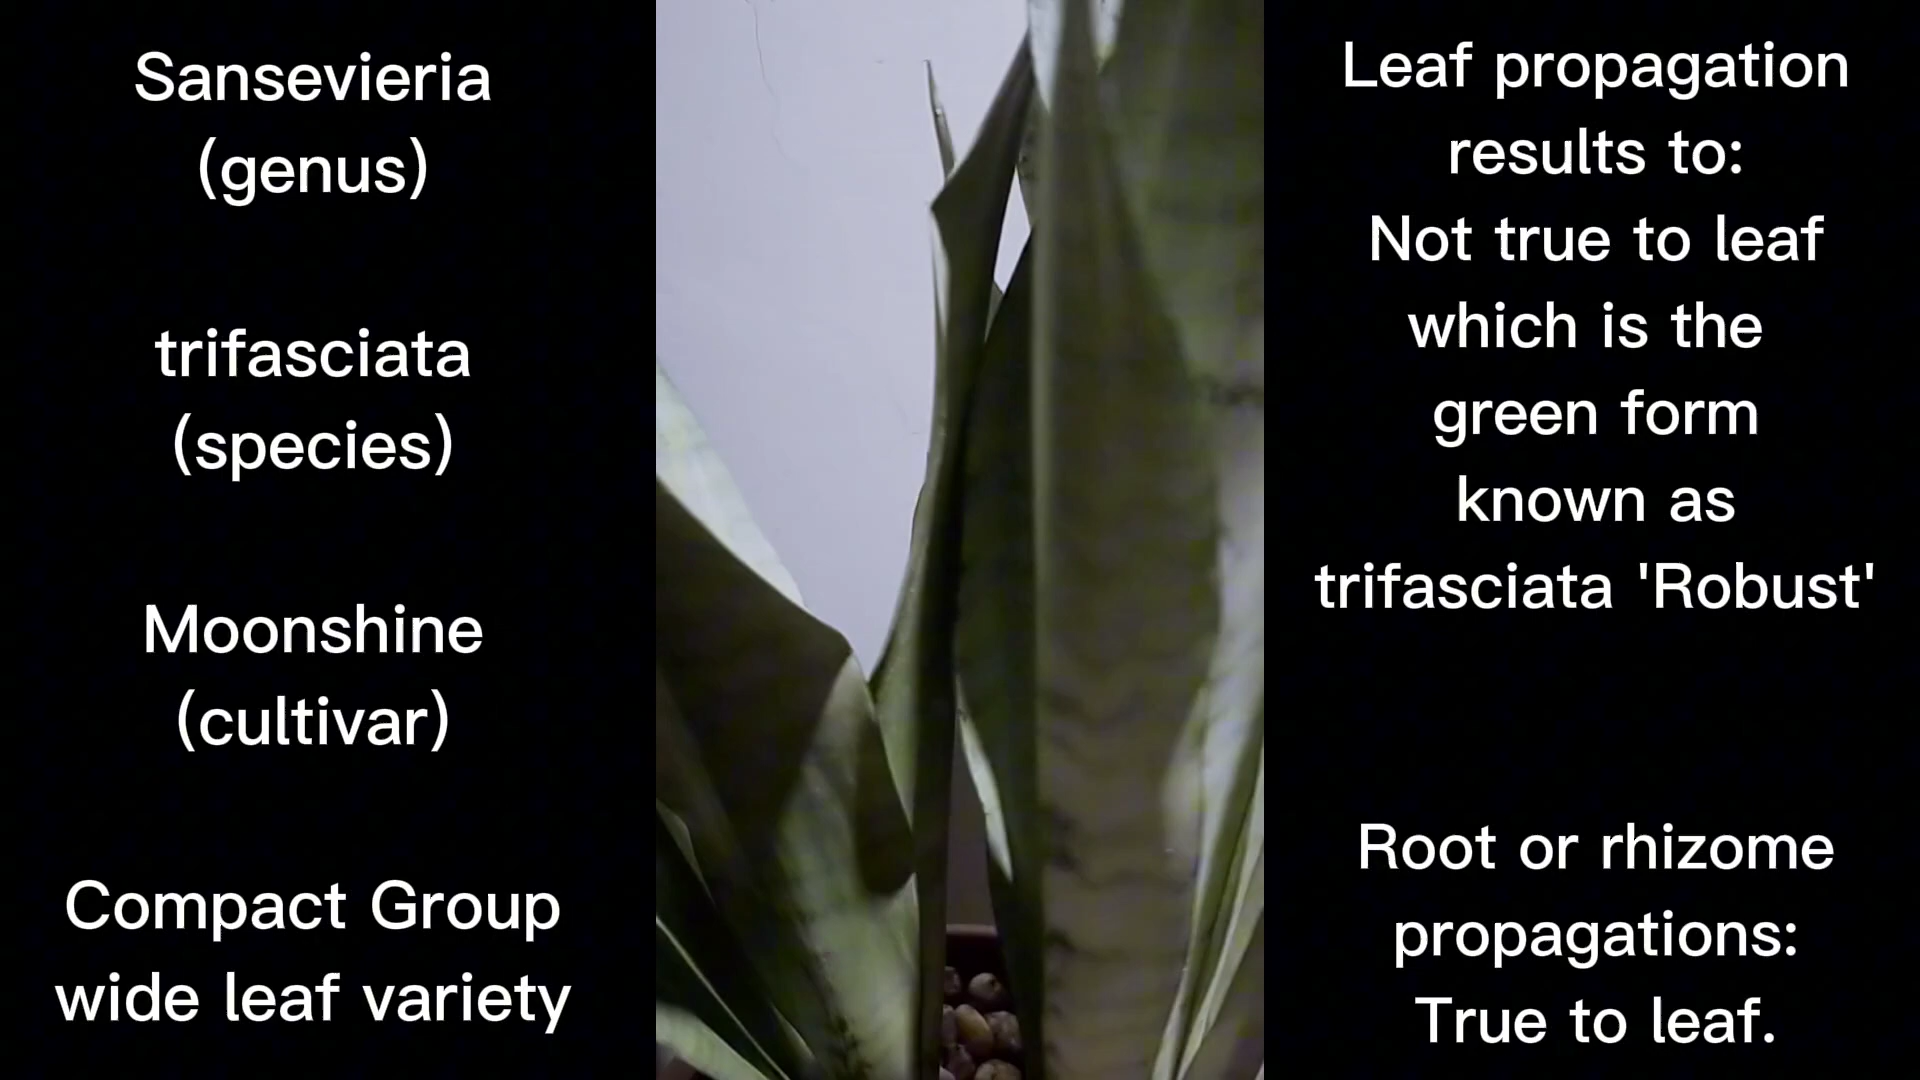 Sansevieria
(genus)
trifasciata
(species)
Moonshine
(cultivar)
Compact Group
wide leaf variety
Leaf propagation
results to:
Not true to leaf
which is the
green form
known as
trifasciata 'Robust'
Root or rhizome
propagations:
True to leaf.